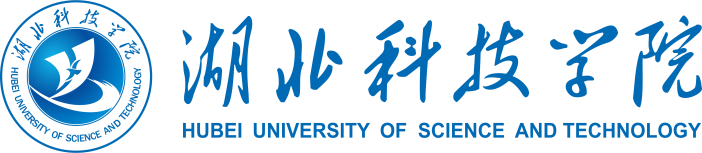 湖北科技学院
HUBEI UNIVERSITY OF SCIENCE AND TECHNOLOGY
湖北科技学院
HUBEI UNIVERSITY OF SCIENCE AND TECHNOLOGY